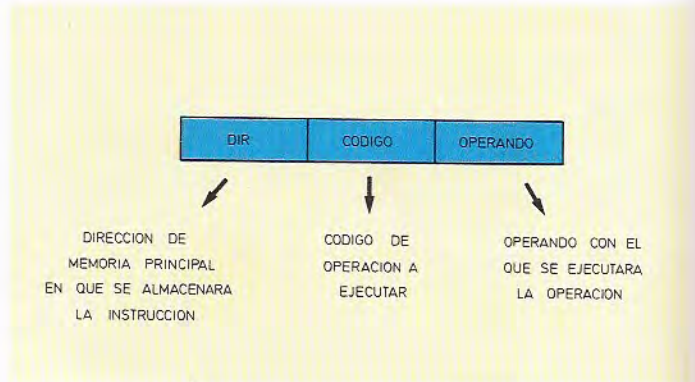 DIR CODIGO OPERANDO
DIRECCION DE
MEMORIA PRINCIPAL
EN QUE SE ALMACENARA
LA INSTRUCCION
CODIGO DE
OPERACION A
EJECUTAR
OPERANDO CON EL
QUE SE EJECUTARA
LA OPERACION